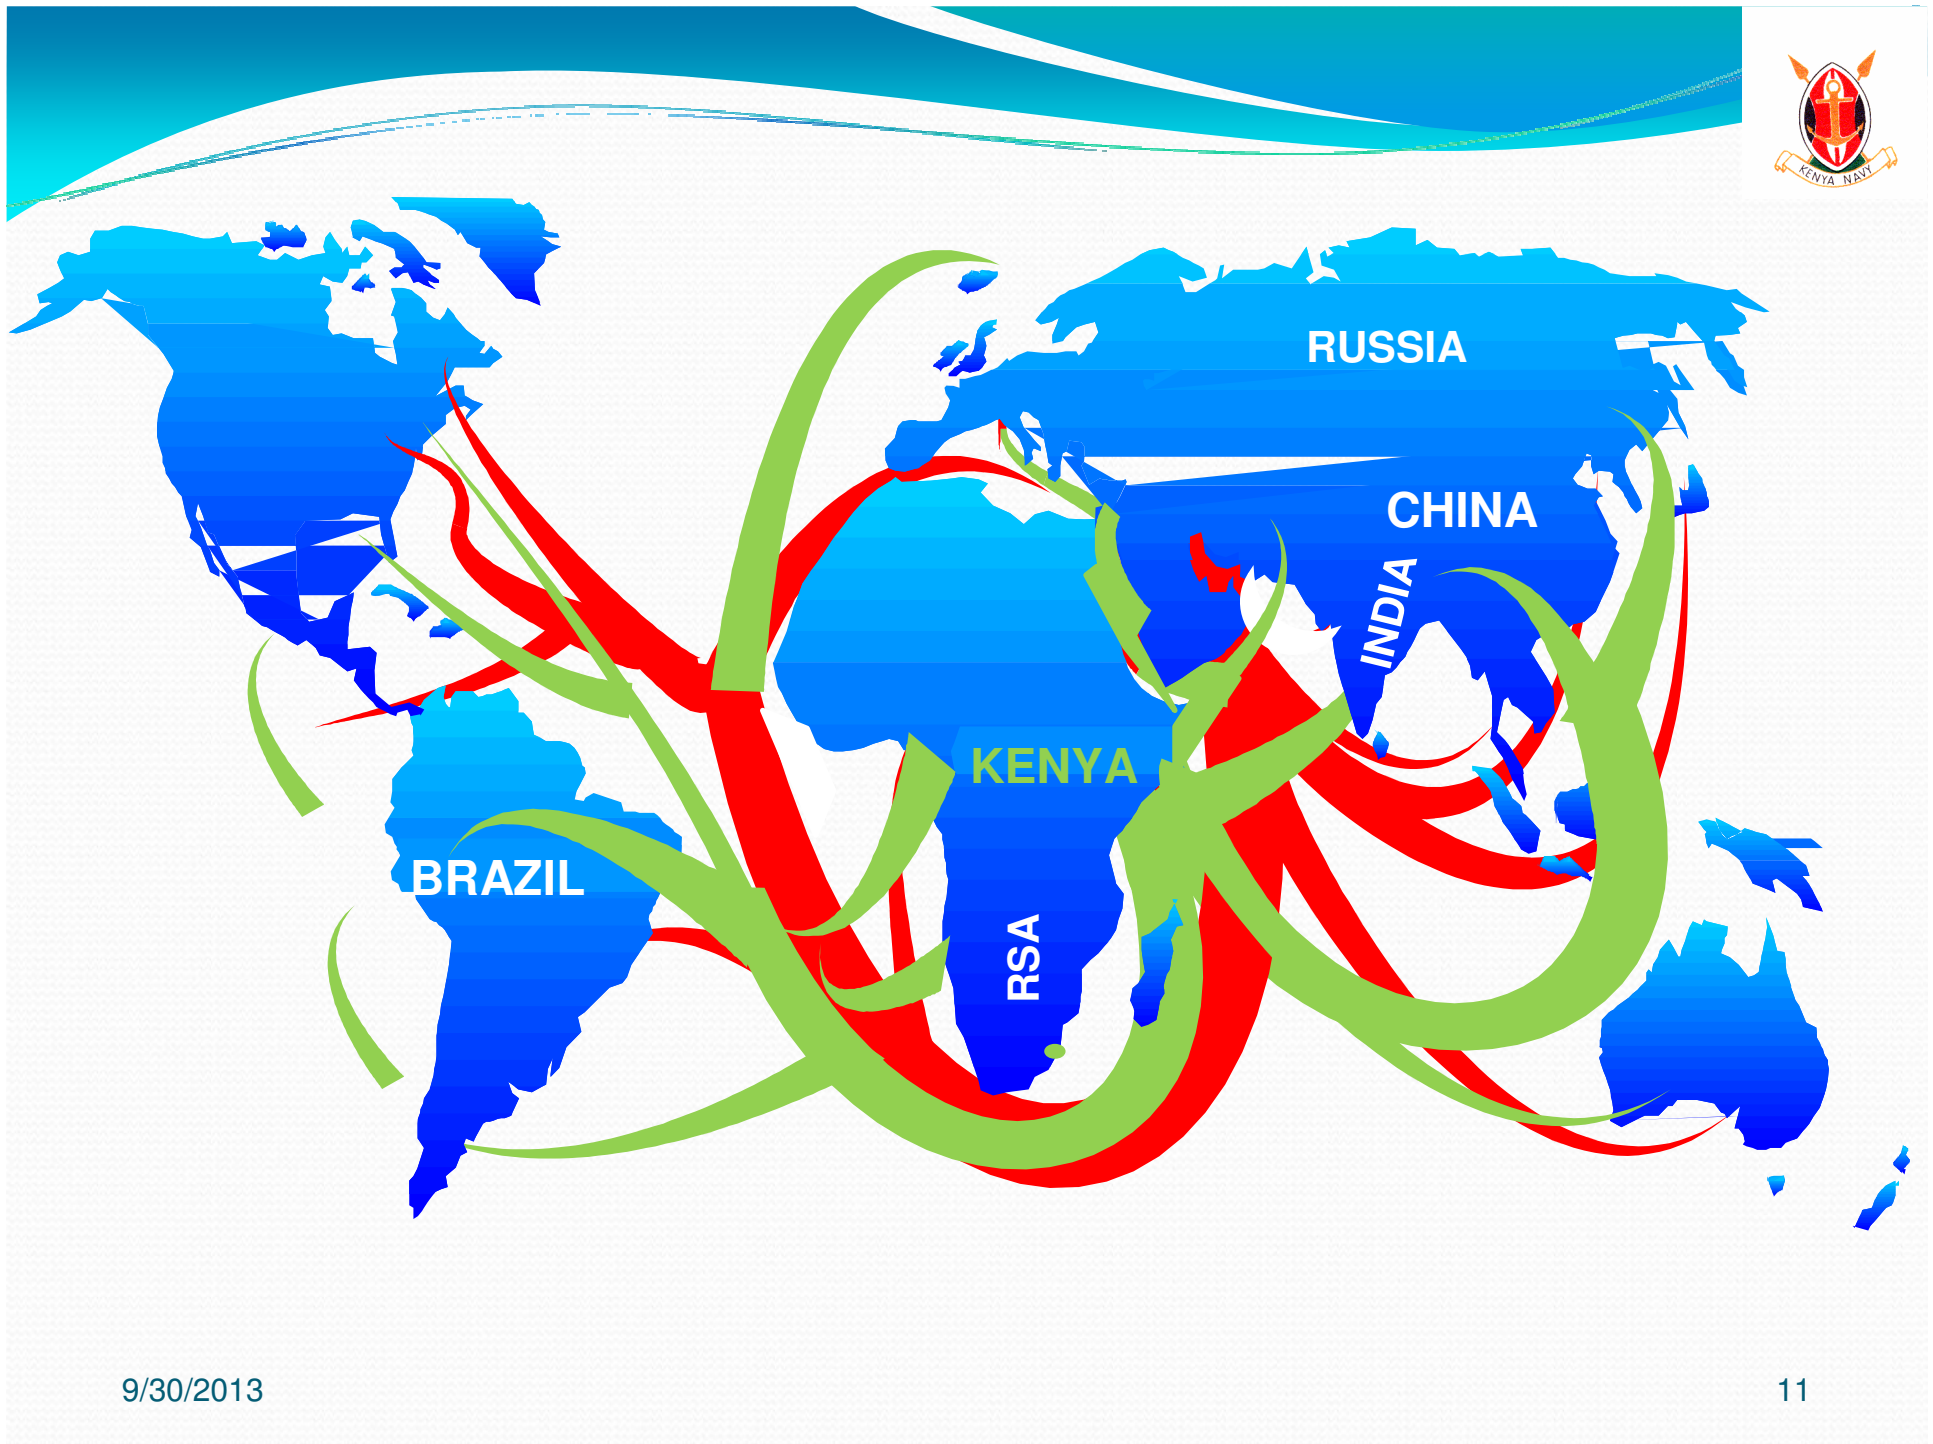 KENYA NAVY
RUSSIA
CHINA
INDIA
KENYA
BRAZIL
RSA
9/30/2013
11